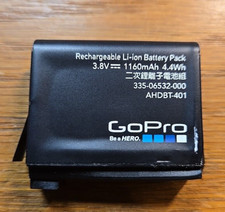 Rechargeable Li-ion Battery Pack
3.8V⎓ 1160mAh 4.4Wh
二次鋰離子電池組
335-06532-000
AHDBT-401
GoPro
Be a HERO.